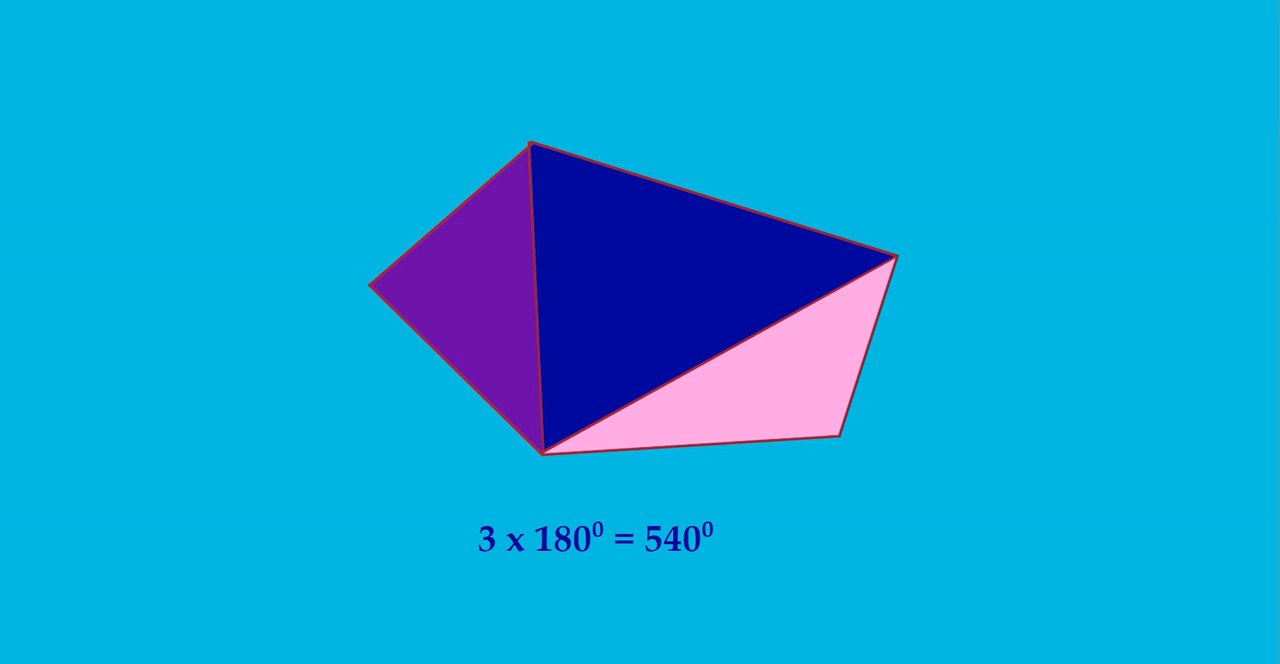 3 x 180⁰ = 540⁰